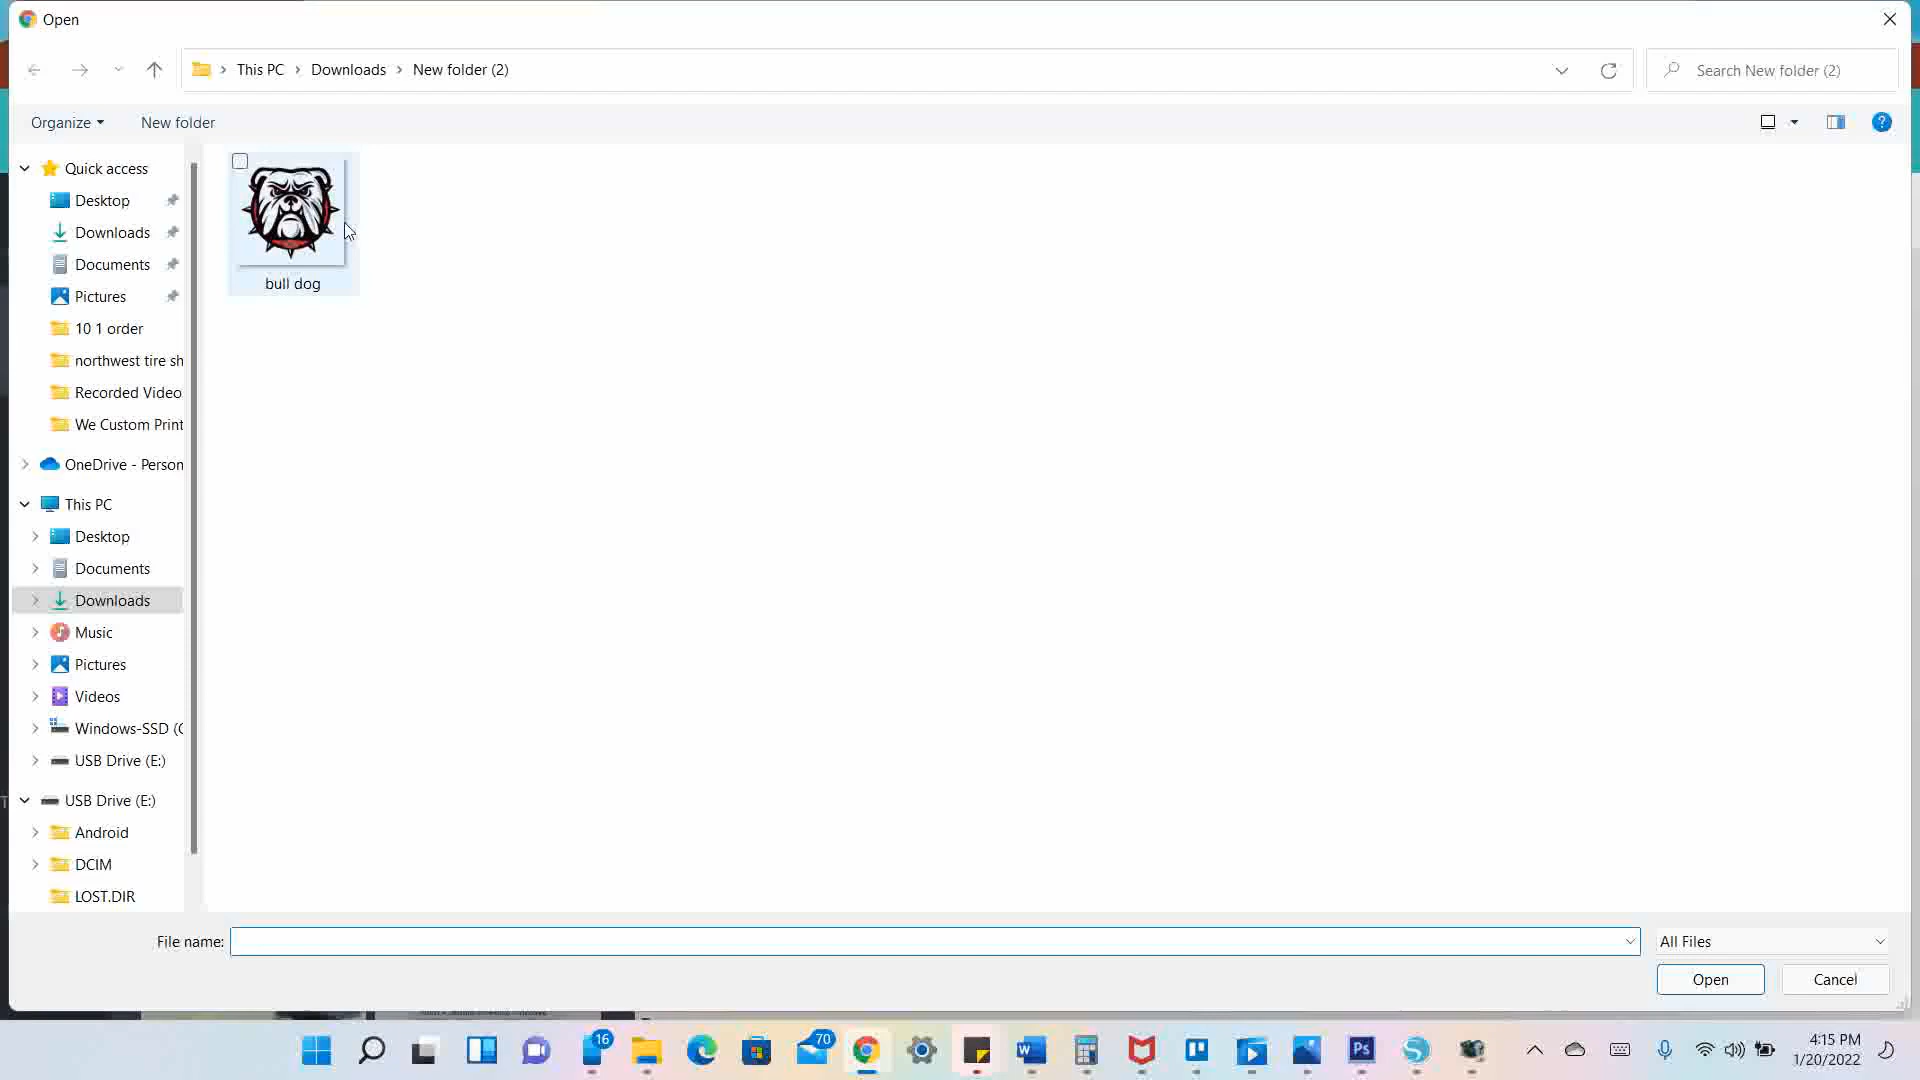 Open
This PC
Downloads
New folder (2)
Search New folder (2)
Organize
New folder
Quick access
Desktop
Downloads
Documents
Pictures
10 1 order
northwest tire sh
Recorded Video
We Custom Print
OneDrive - Person
This PC
Desktop
Documents
Downloads
Music
Pictures
Videos
Windows-SSD (C
USB Drive (E:)
USB Drive (E:)
Android
DCIM
LOST.DIR
bull dog
File name:
All Files
Open
Cancel
16
70
W
Ps
4:15 PM
1/20/2022